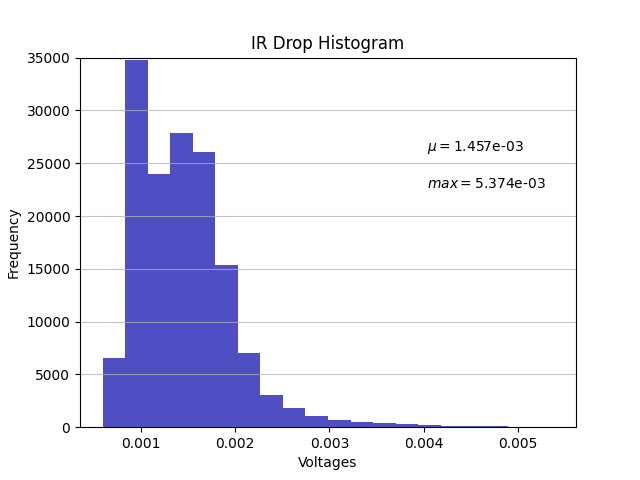 IR Drop Histogram
35000
30000
25000
20000
15000
10000
5000
0
Frequency
μ = 1.457e-03
max = 5.374e-03
0.001 0.002 0.003 0.004 0.005
Voltages